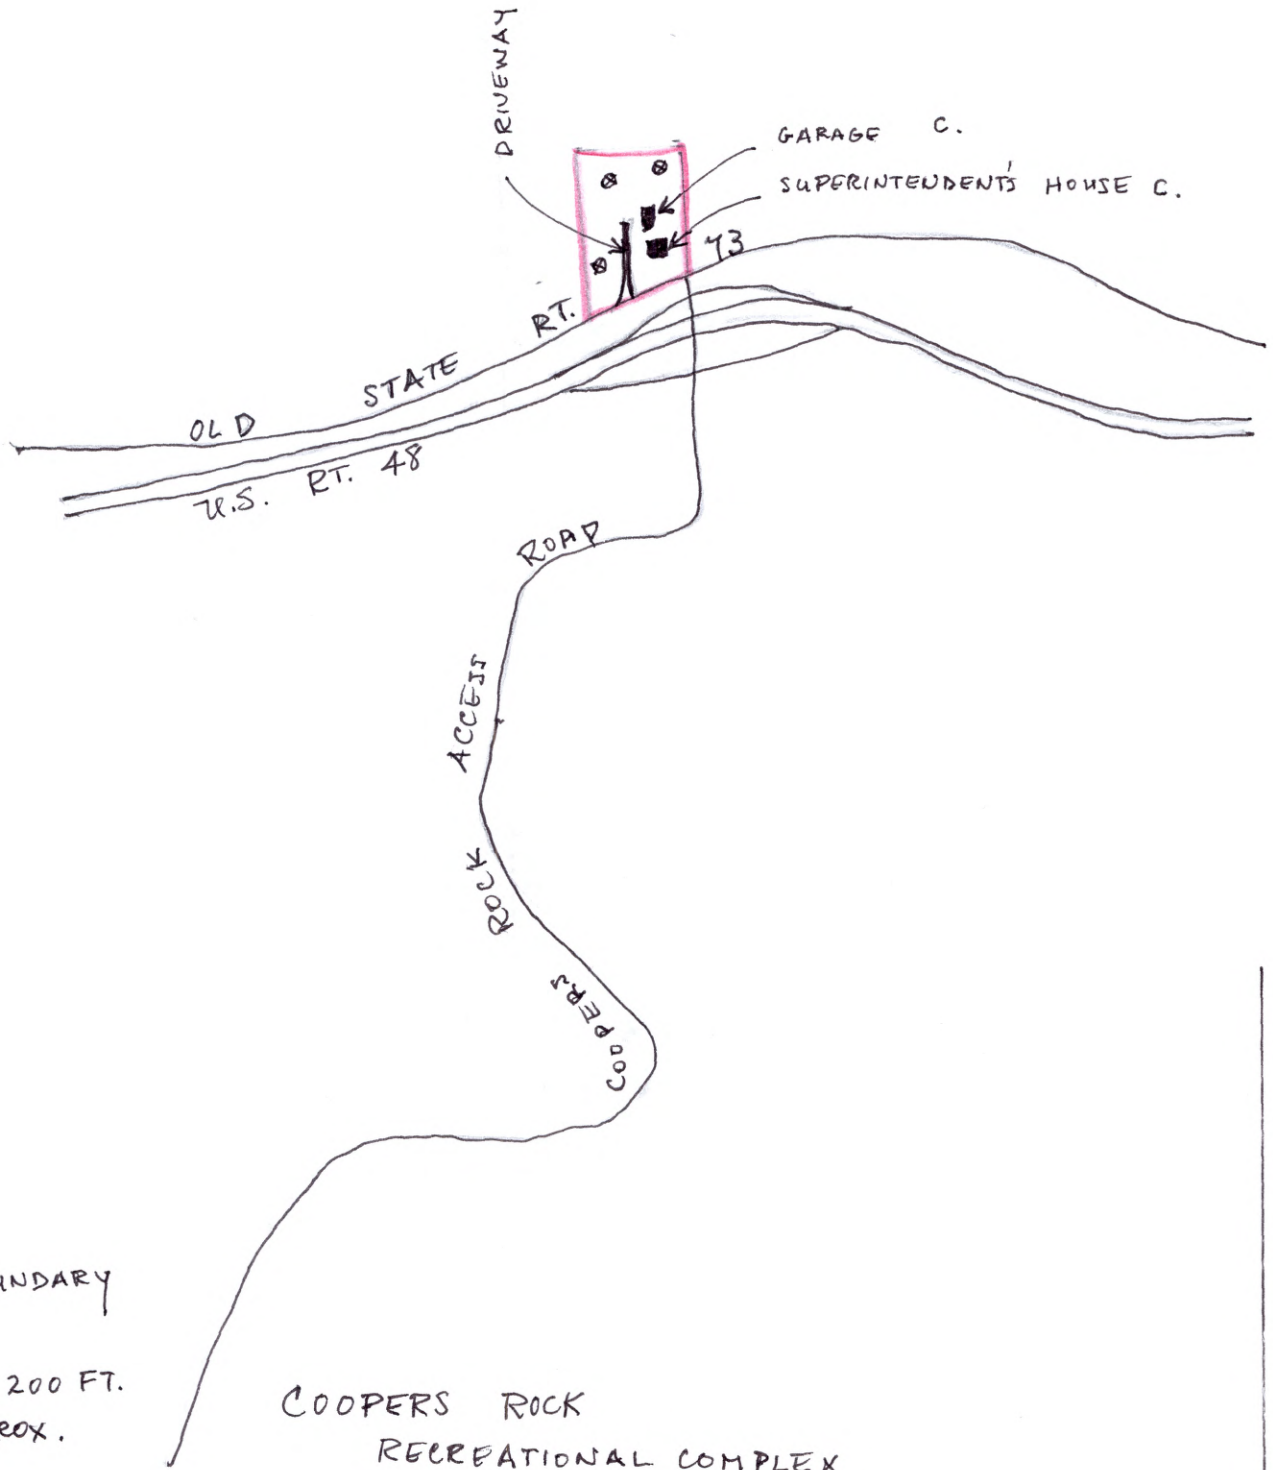 DRIVEWAY
GARAGE C.
SUPERINTENDENT'S HOUSE C.
OLD STATE RT. 73
U.S. RT. 48
COOPERS ROCK ACCESS ROAD
200 FT.
COOPERS ROCK
RECREATIONAL COMPLEX